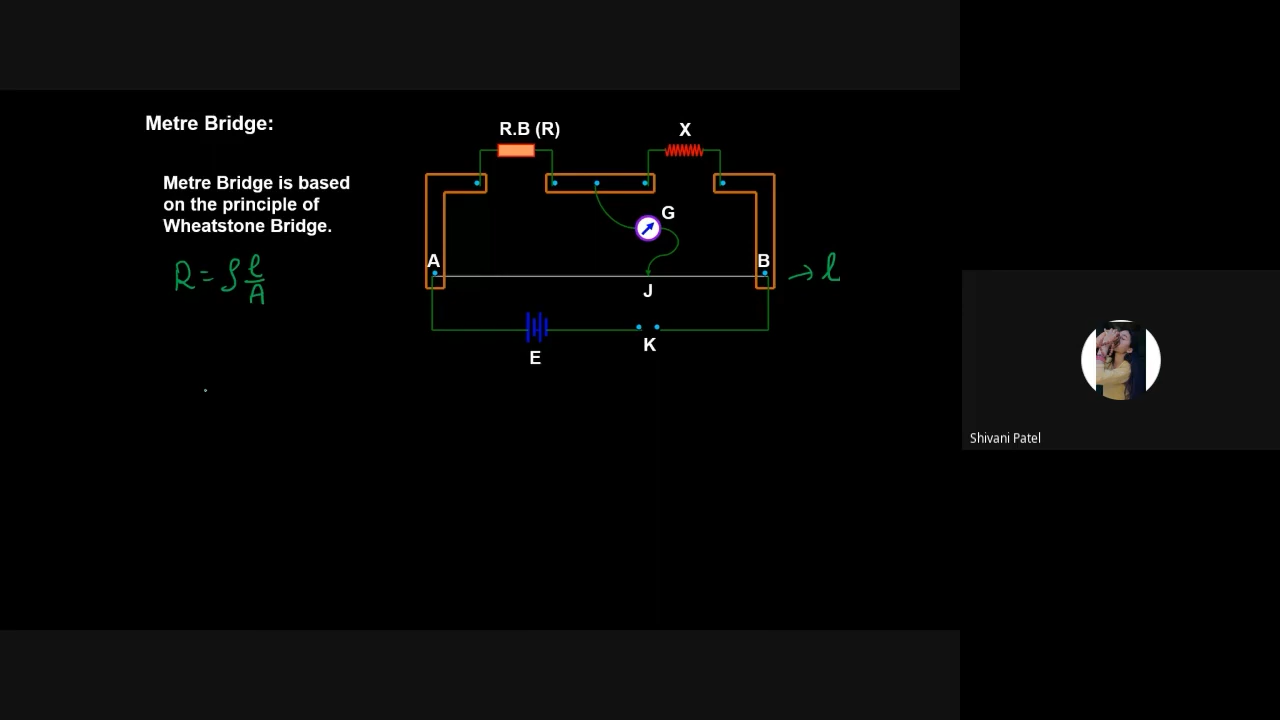 Metre Bridge:
Metre Bridge is based
on the principle of
Wheatstone Bridge.
R = ρ l/A
R.B (R)
X
G
A
B
→ l
J
E
K
Shivani Patel